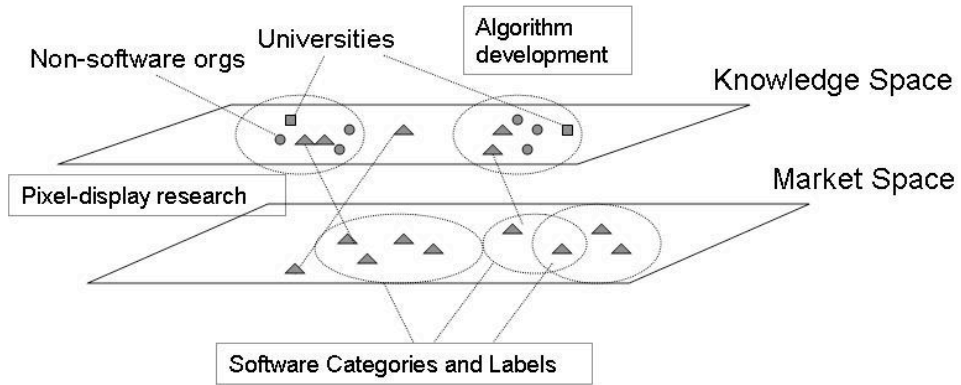 Algorithm
development
Universities
Non-software orgs
Knowledge Space
Pixel-display research
Market Space
Software Categories and Labels